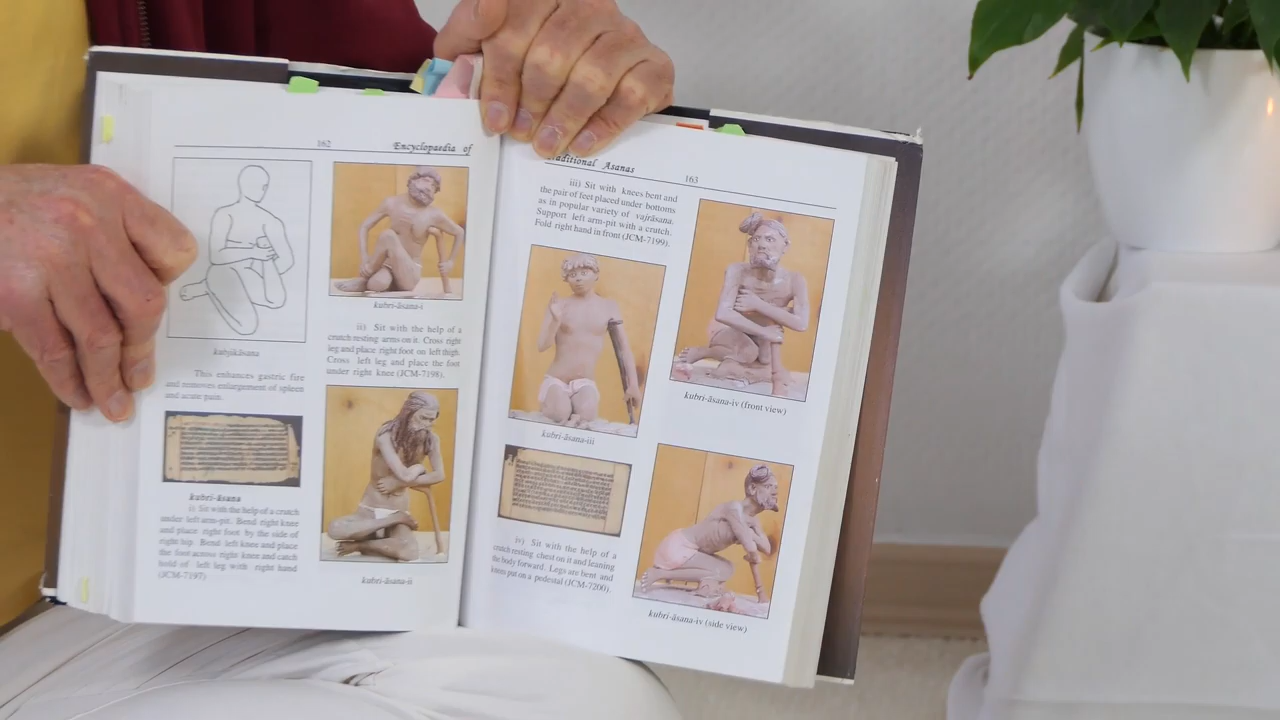 162
Encyclopaedia of
kubjikāsana
This enhances gastric fire
and removes enlargement of spleen
and acute pain.
kubri-āsana
i) Sit with the help of a crutch
under left arm-pit. Bend right knee
and place right foot by the side of
right hip. Bend left knee and place
the foot across right knee and catch
hold of left leg with right hand
(JCM-7197)
kubri-āsana-i
ii) Sit with the help of
crutch resting arms on it. Cross right
leg and place right foot on left thigh.
Cross left leg and place the foot
under right knee (JCM-7198).
kubri-āsana-ii
Traditional Asanas
163
iii) Sit with knees bent and
the pair of feet placed under bottoms
as in popular variety of vajrāsana.
Support left arm-pit with a crutch.
Fold right hand in front (JCM-7199).
kubri-āsana-iii
iv) Sit with the help of a
crutch resting chest on it and leaning
the body forward. Legs are bent and
knees put on a pedestal (JCM-7200).
kubri-āsana-iv (front view)
kubri-āsana-iv (side view)